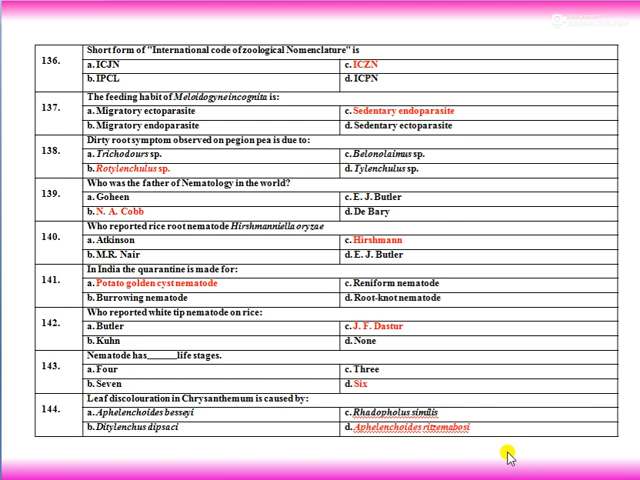 136. Short form of "International code of zoological Nomenclature" is
a. ICJN c. ICZN
b. IPCL d. ICPN
137. The feeding habit of Meloidogyne incognita is:
a. Migratory ectoparasite c. Sedentary endoparasite
b. Migratory endoparasite d. Sedentary ectoparasite
138. Dirty root symptom observed on pegion pea is due to:
a. Trichodours sp. c. Belonolaimus sp.
b. Rotylenchulus sp. d. Tylenchulus sp.
139. Who was the father of Nematology in the world?
a. Goheen c. E. J. Butler
b. N. A. Cobb d. De Bary
140. Who reported rice root nematode Hirshmanniella oryzae
a. Atkinson c. Hirshmann
b. M.R. Nair d. E. J. Butler
141. In India the quarantine is made for:
a. Potato golden cyst nematode c. Reniform nematode
b. Burrowing nematode d. Root-knot nematode
142. Who reported white tip nematode on rice:
a. Butler c. J. F. Dastur
b. Kuhn d. None
143. Nematode has______life stages.
a. Four c. Three
b. Seven d. Six
144. Leaf discolouration in Chrysanthemum is caused by:
a. Aphelenchoides besseyi c. Rhadopholus similis
b. Ditylenchus dipsaci d. Aphelenchoides ritzemabosi